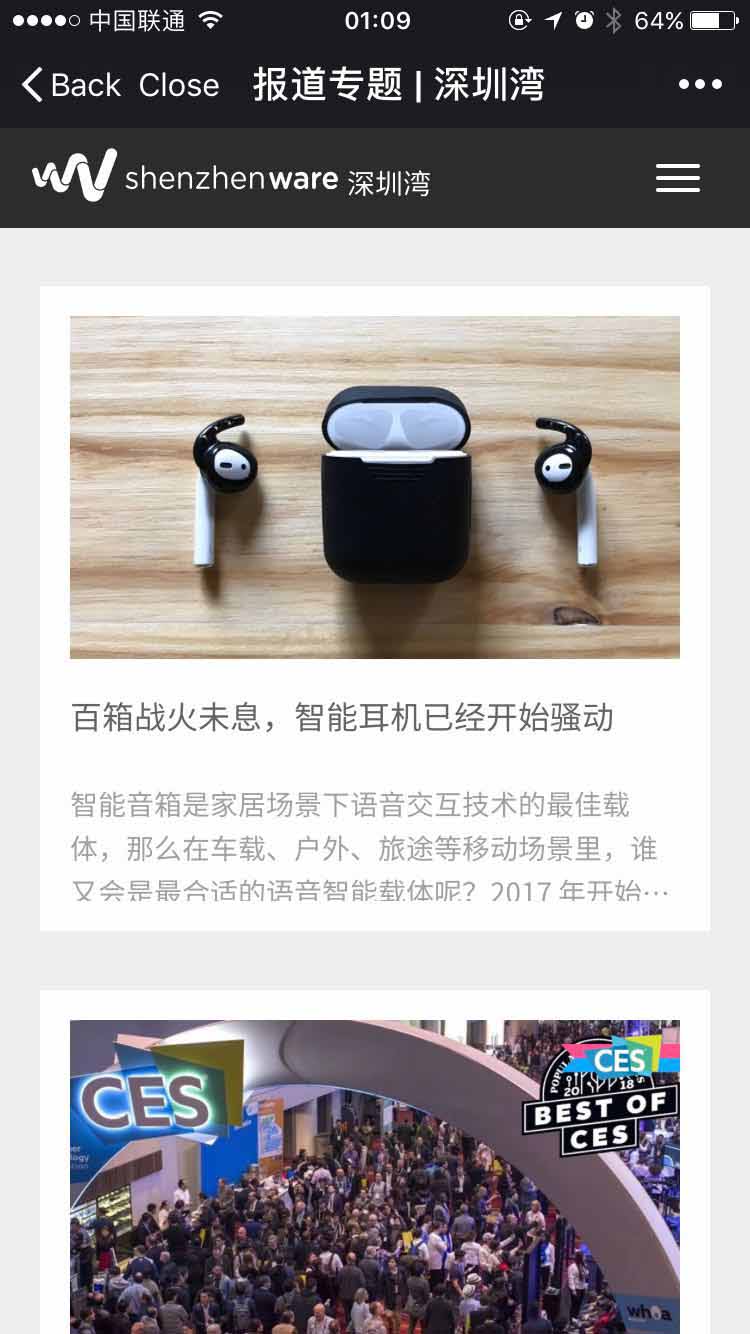 中国联通 01:09 64%
Back Close 报道专题 | 深圳湾
shenzhenware 深圳湾
百箱战火未息，智能耳机已经开始骚动
智能音箱是家居场景下语音交互技术的最佳载
体，那么在车载、户外、旅途等移动场景里，谁
又会是最合适的语音智能载体呢？2017 年开始…
CES
CES
2018
BEST OF
CES